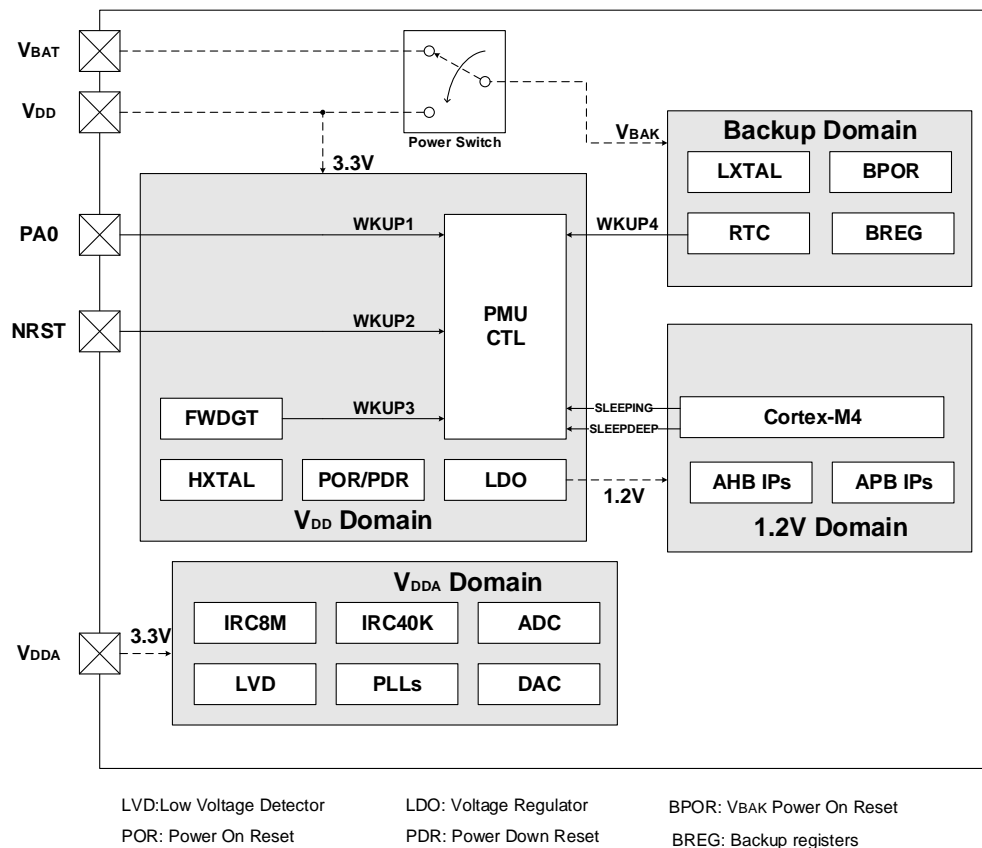 VBAT
VDD
Power Switch
3.3V
VBAK
Backup Domain
LXTAL
BPOR
RTC
BREG
PA0
WKUP1
WKUP4
NRST
WKUP2
PMU
CTL
FWDGT
WKUP3
SLEEPING
SLEEPDEEP
Cortex-M4
HXTAL
POR/PDR
LDO
1.2V
AHB IPs
APB IPs
VDD Domain
1.2V Domain
VDDA Domain
VDDA
3.3V
IRC8M
IRC40K
ADC
LVD
PLLs
DAC
LVD:Low Voltage Detector
LDO: Voltage Regulator
BPOR: VBAK Power On Reset
POR: Power On Reset
PDR: Power Down Reset
BREG: Backup registers